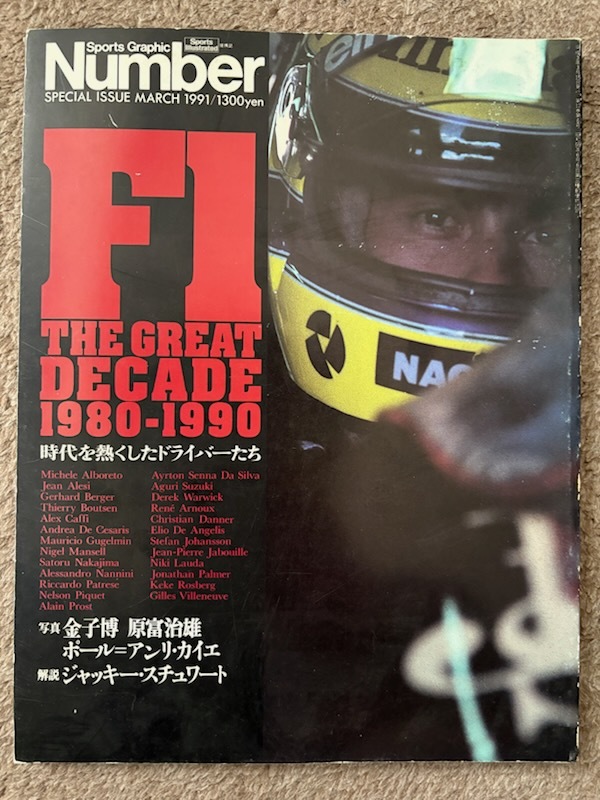 Sports Graphic
Sports Illustrated 提携誌
Number
SPECIAL ISSUE MARCH 1991/1300yen
F1
THE GREAT
DECADE
1980-1990
時代を熱くしたドライバーたち
Michele Alboreto
Jean Alesi
Gerhard Berger
Thierry Boutsen
Alex Caffi
Andrea De Cesaris
Mauricio Gugelmin
Nigel Mansell
Satoru Nakajima
Alessandro Nannini
Riccardo Patrese
Nelson Piquet
Alain Prost
Ayrton Senna Da Silva
Aguri Suzuki
Derek Warwick
René Arnoux
Christian Danner
Elio De Angelis
Stefan Johansson
Jean-Pierre Jabouille
Niki Lauda
Jonathan Palmer
Keke Rosberg
Gilles Villeneuve
写真 金子博 原富治雄
ポール=アンリ・カイエ
解説 ジャッキー・スチュワート
NAC